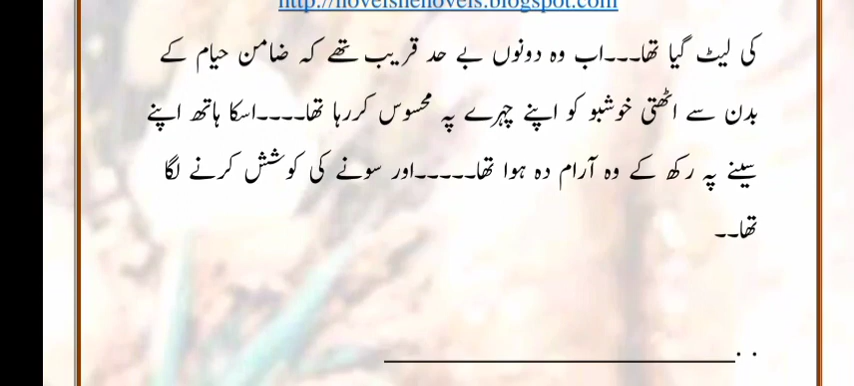 http://novelshenovels.blogspot.com
کی لیٹ گیا تھا۔۔۔اب وہ دونوں بے حد قریب تھے کہ ضامن حیام کے
بدن سے اٹھتی خوشبو کو اپنے چہرے پہ محسوس کررہا تھا۔۔۔۔اسکا ہاتھ اپنے
سینے پہ رکھ کے وہ آرام دہ ہوا تھا۔۔۔۔۔اور سونے کی کوشش کرنے لگا
تھا۔۔
. .______________________________